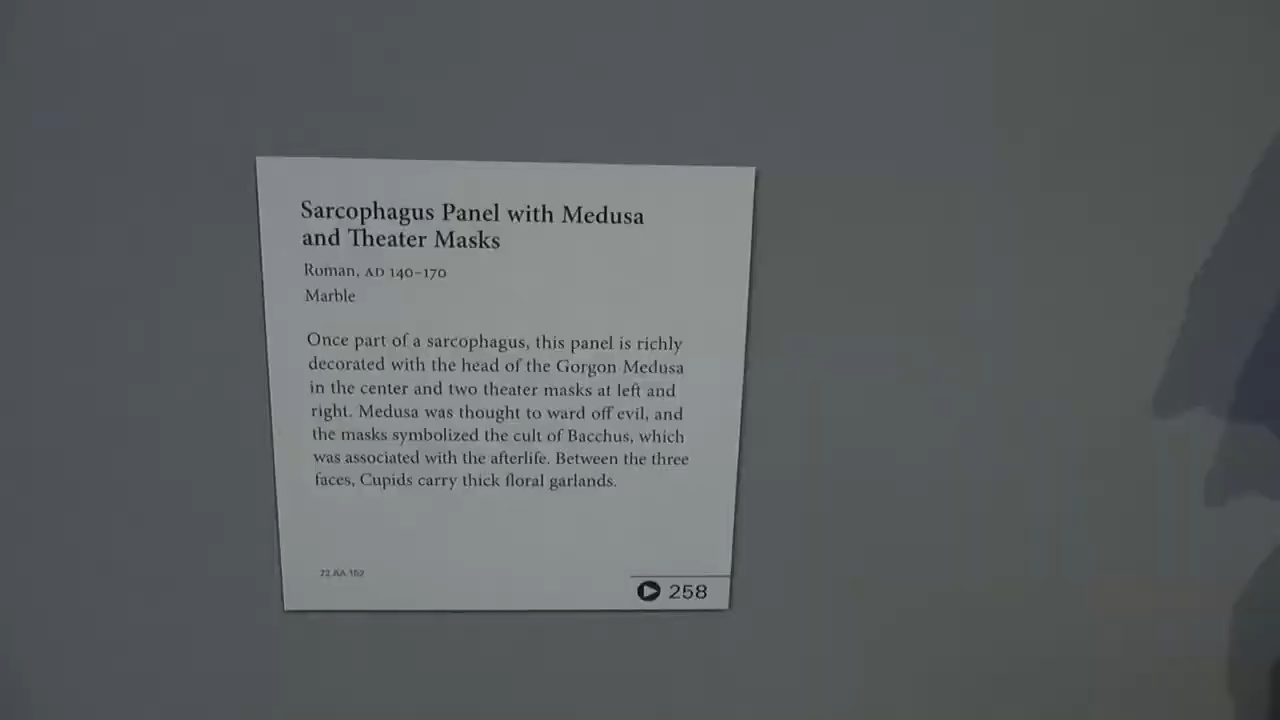 Sarcophagus Panel with Medusa
and Theater Masks
Roman, AD 140–170
Marble
Once part of a sarcophagus, this panel is richly
decorated with the head of the Gorgon Medusa
in the center and two theater masks at left and
right. Medusa was thought to ward off evil, and
the masks symbolized the cult of Bacchus, which
was associated with the afterlife. Between the three
faces, Cupids carry thick floral garlands.
72.AA.152
258